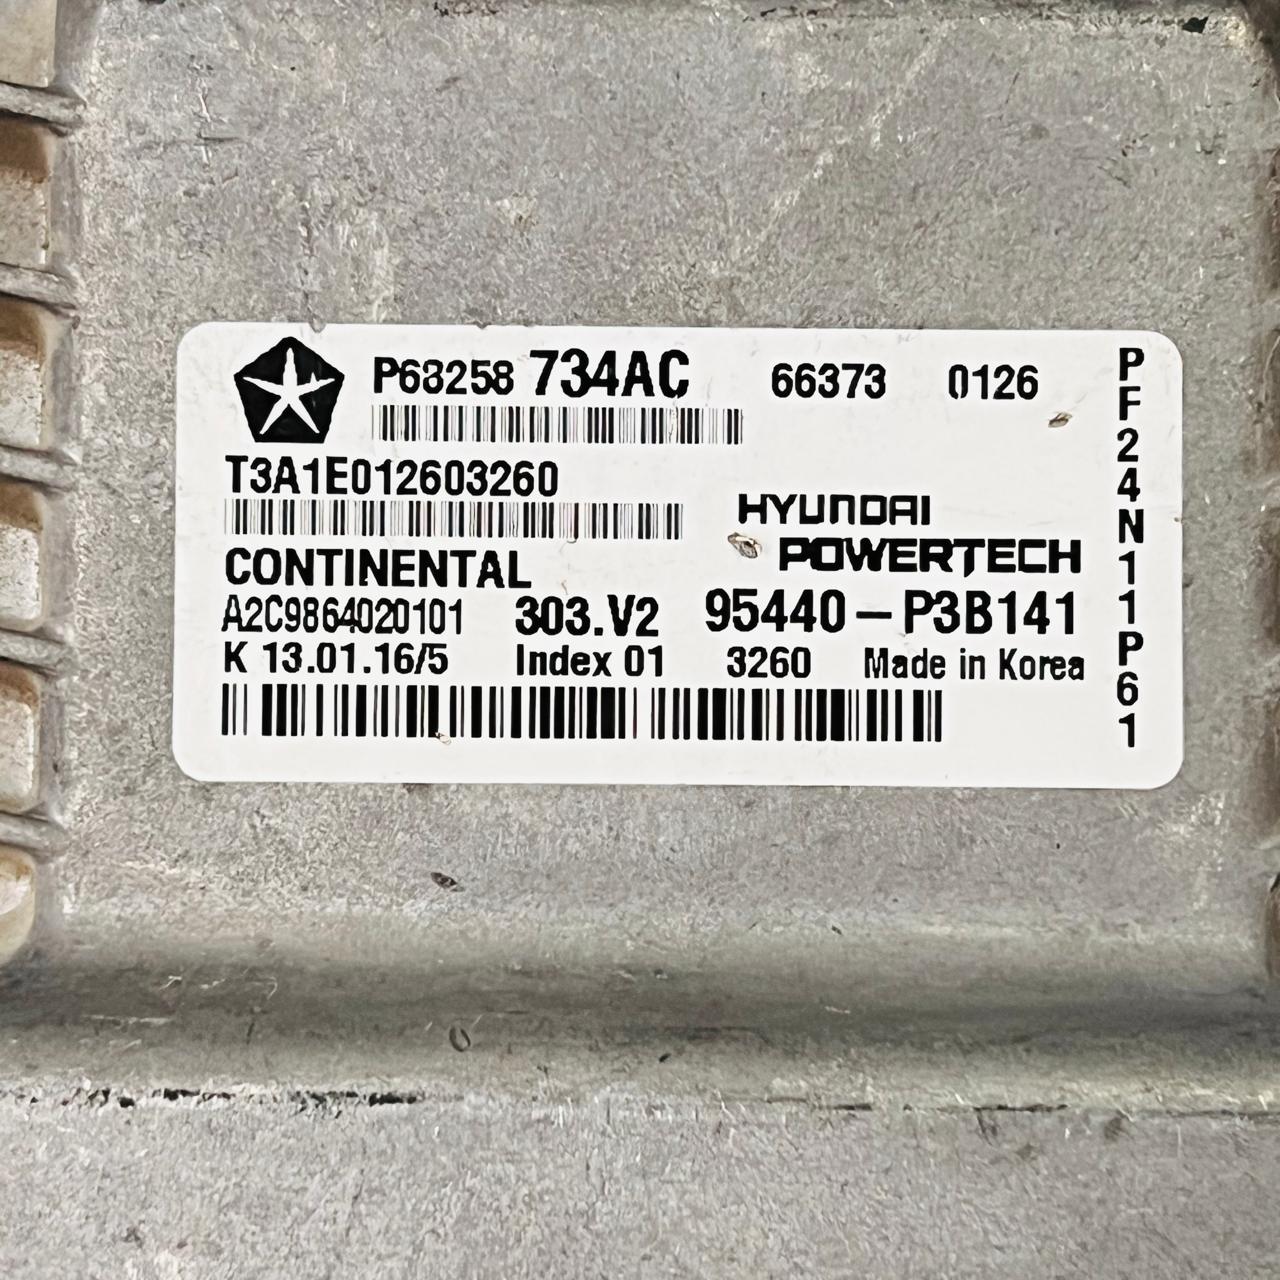 P68258 734AC 66373 0126
T3A1E012603260
HYUNDAI
CONTINENTAL POWERTECH
A2C9864020101 303.V2 95440-P3B141
K 13.01.16/5 Index 01 3260 Made in Korea
PF24N11P61